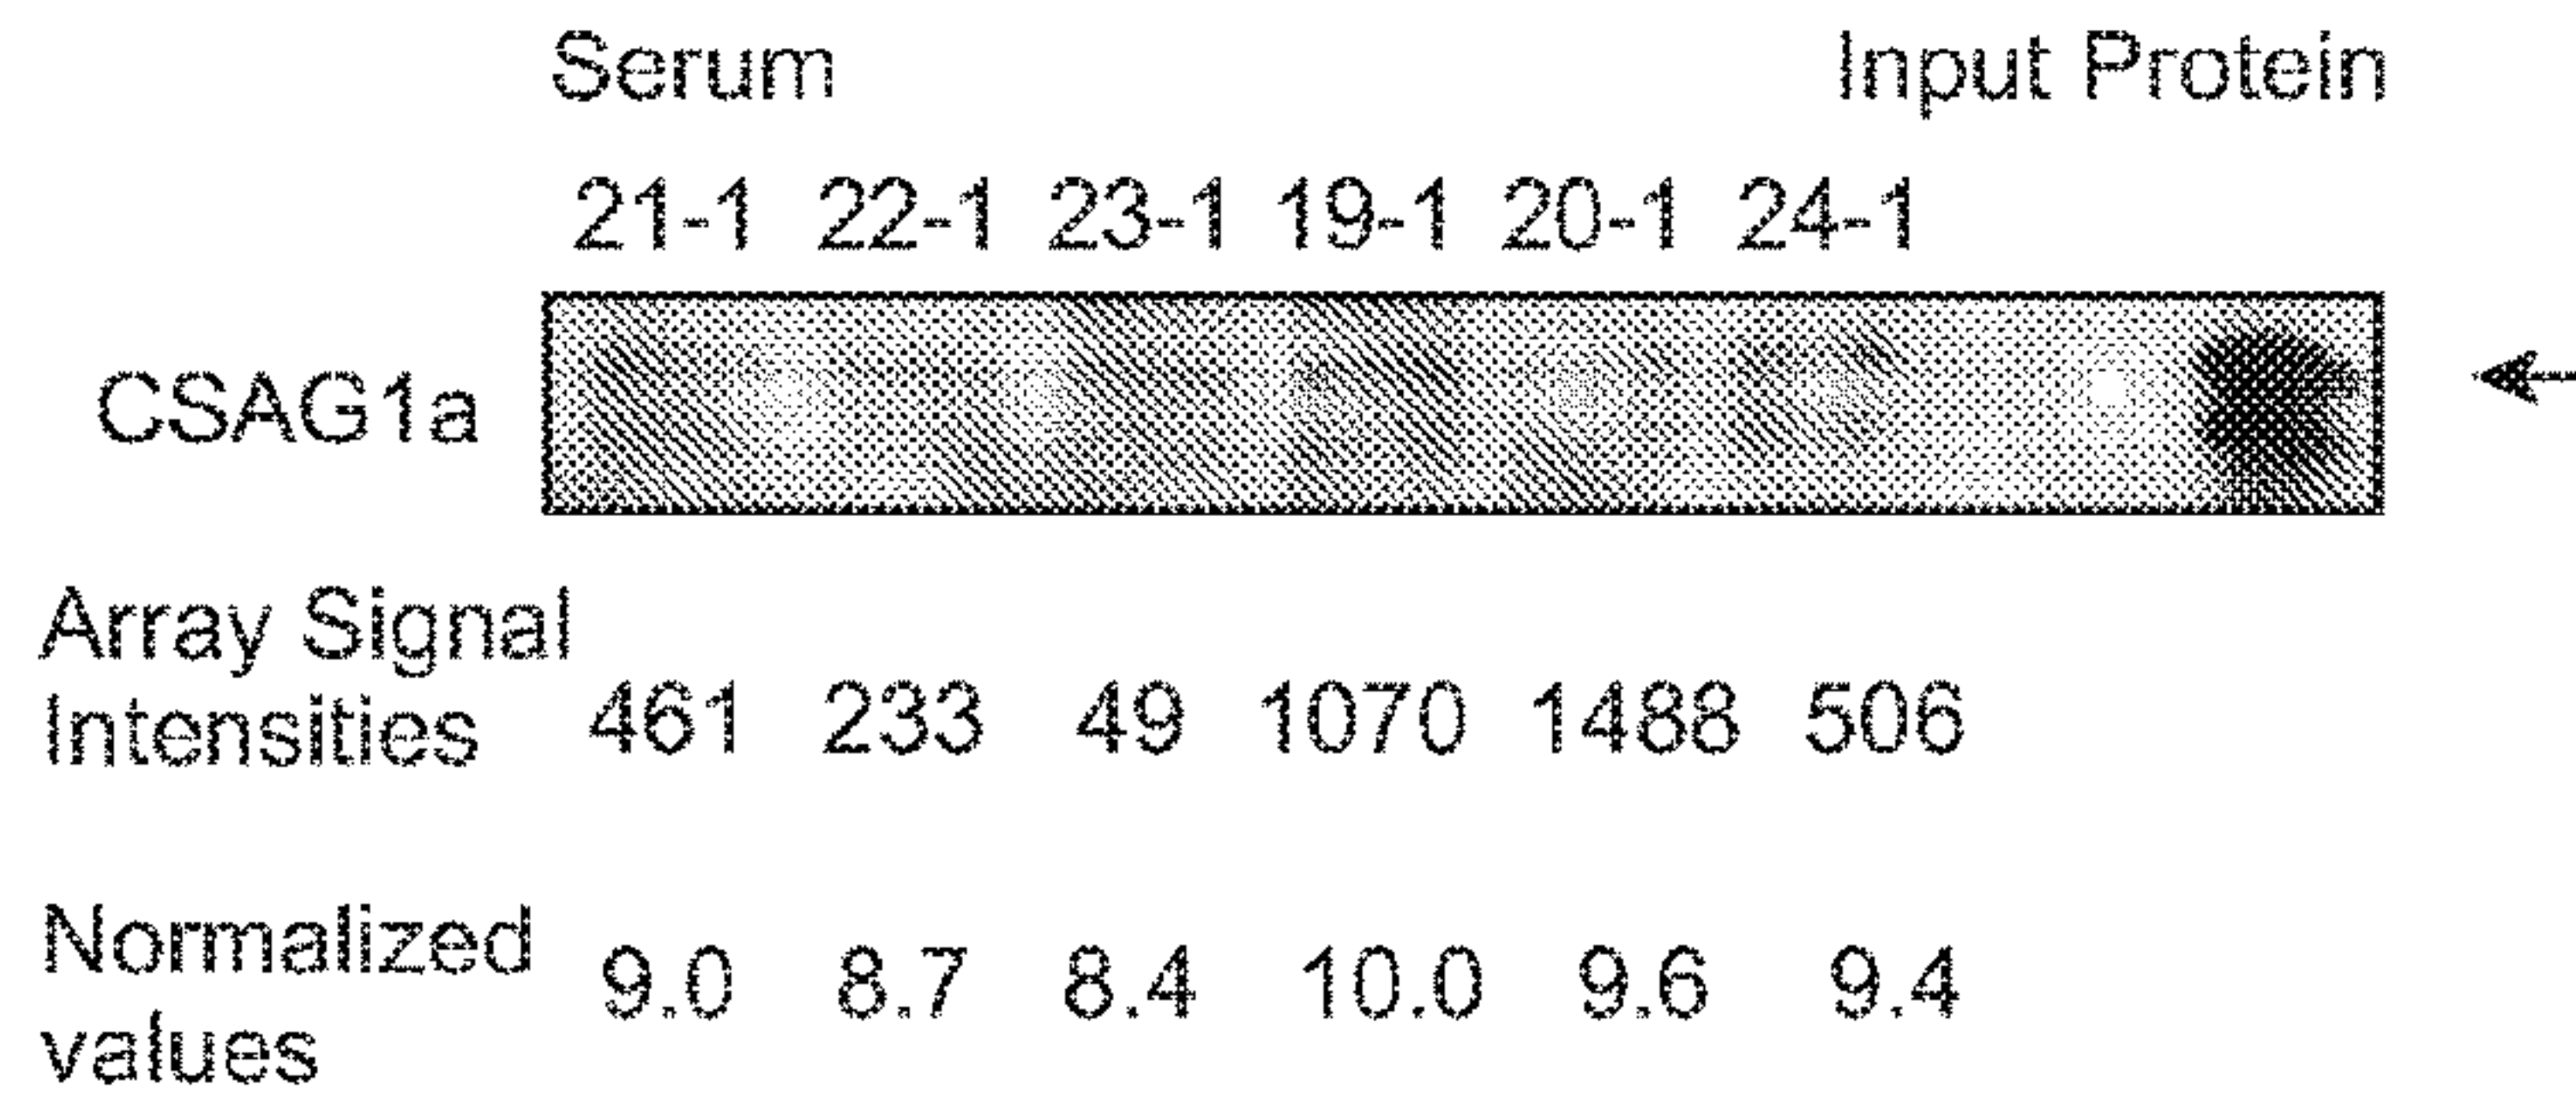 Serum Input Protein
21-1 22-1 23-1 19-1 20-1 24-1
CSAG1a
Array Signal
Intensities 461 233 49 1070 1488 506
Normalized
values 9.0 8.7 8.4 10.0 9.6 9.4